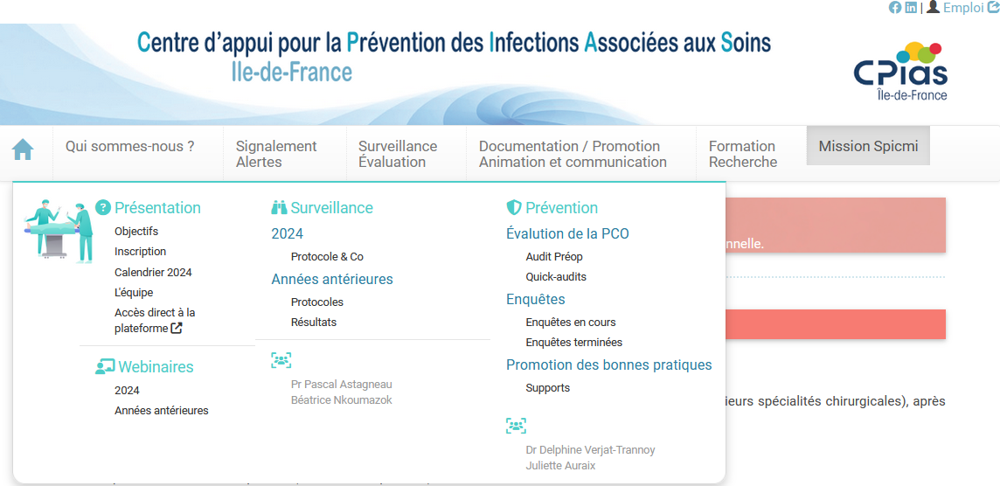 | Emploi
Centre d'appui pour la Prévention des Infections Associées aux Soins
Ile-de-France
CPias
Île-de-France
Qui sommes-nous ?
Signalement
Alertes
Surveillance
Évaluation
Documentation / Promotion
Animation et communication
Formation
Recherche
Mission Spicmi
Présentation
Objectifs
Inscription
Calendrier 2024
L'équipe
Accès direct à la
plateforme
Webinaires
2024
Années antérieures
Surveillance
2024
Protocole & Co
Années antérieures
Protocoles
Résultats
Pr Pascal Astagneau
Béatrice Nkoumazok
Prévention
Évalution de la PCO
Audit Préop
Quick-audits
Enquêtes
Enquêtes en cours
Enquêtes terminées
Promotion des bonnes pratiques
Supports
Dr Delphine Verjat-Trannoy
Juliette Auraix
nnelle.
ieurs spécialités chirurgicales), après